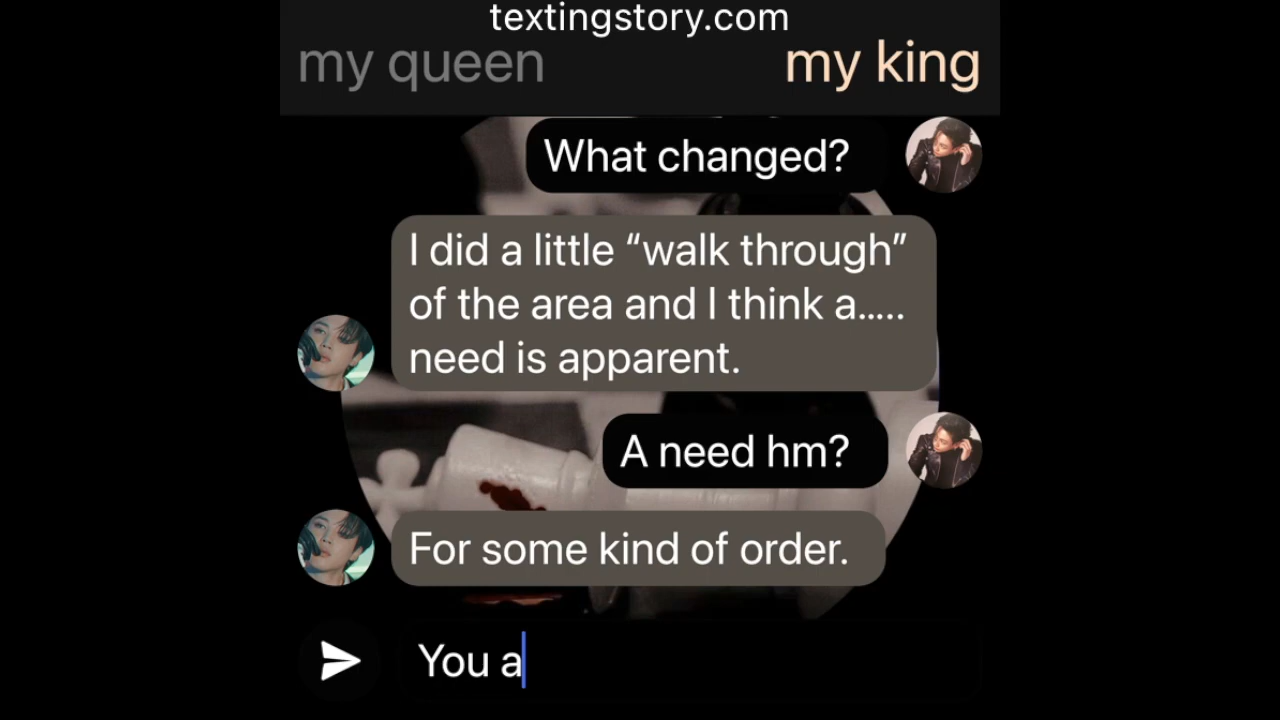 textingstory.com
my queen my king
What changed?
I did a little “walk through”
of the area and I think a.....
need is apparent.
A need hm?
For some kind of order.
You a